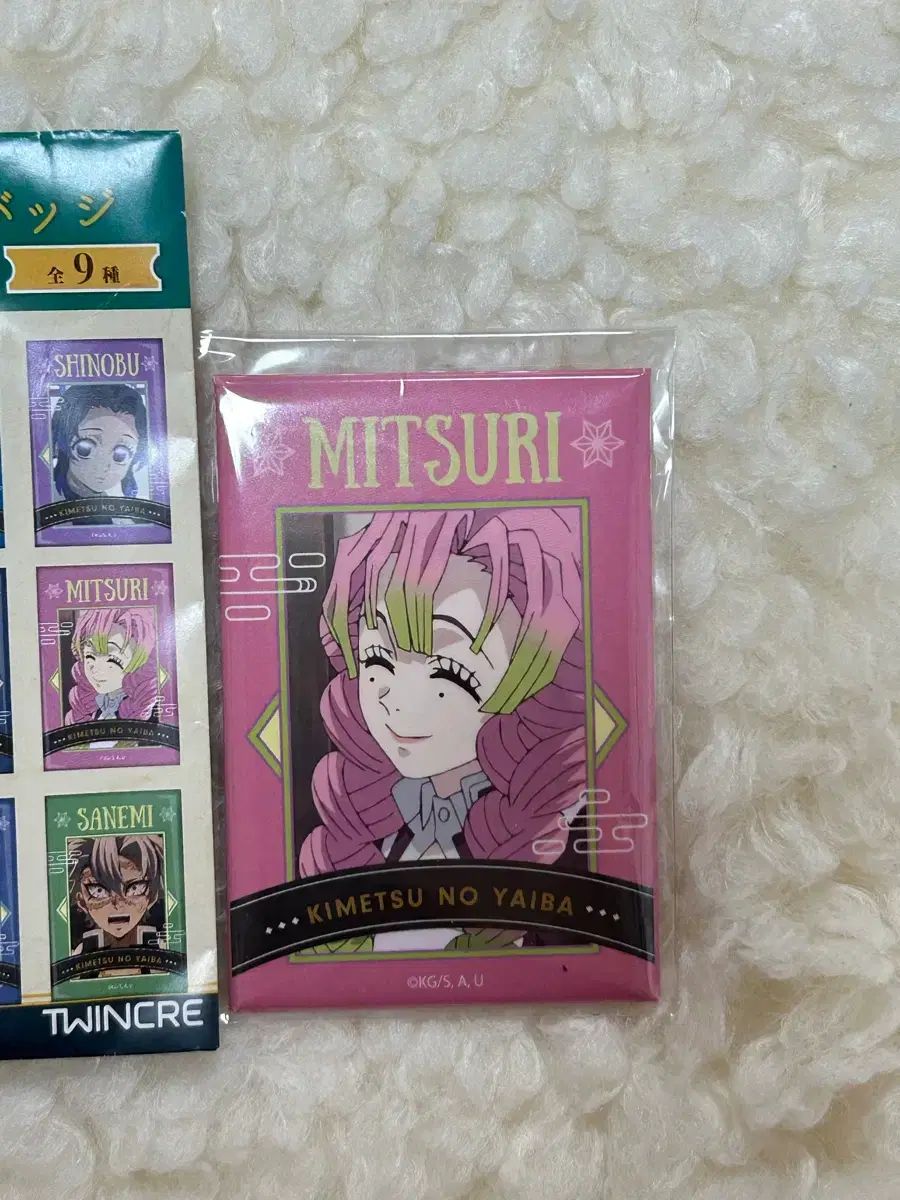 バッジ
全9種
SHINOBU
KIMETSU NO YAIBA
MITSURI
KIMETSU NO YAIBA
©KG/S, A, U
SANEMI
KIMETSU NO YAIBA
TWINCRE
MITSURI
KIMETSU NO YAIBA
©KG/S, A, U